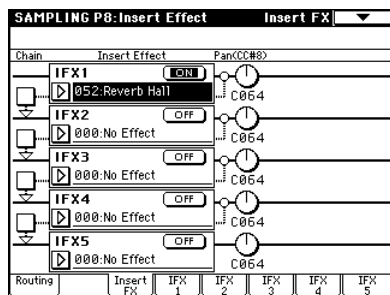 SAMPLING P8:Insert Effect Insert FX
Chain Insert Effect Pan(CC#8)
IFX1 ON
052:Reverb Hall
C064
IFX2 OFF
000:No Effect
C064
IFX3 OFF
000:No Effect
C064
IFX4 OFF
000:No Effect
C064
IFX5 OFF
000:No Effect
C064
Routing Insert FX IFX 1 IFX 2 IFX 3 IFX 4 IFX 5